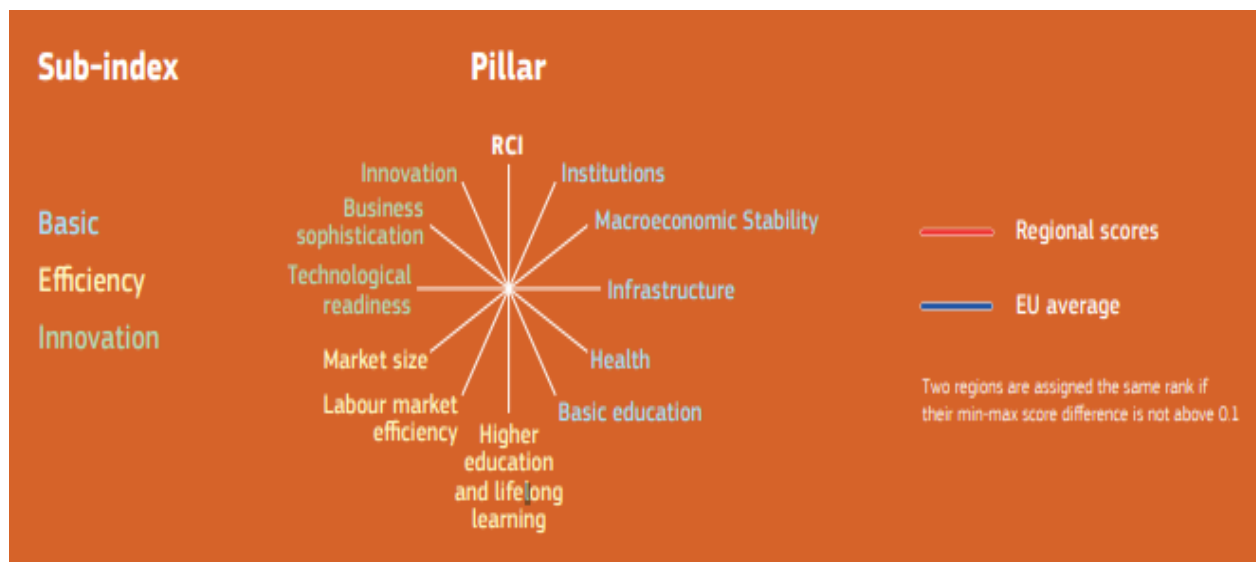 Sub-index
Pillar
RCI
Innovation
Institutions
Business
sophistication
Macroeconomic Stability
Technological
readiness
Infrastructure
Market size
Health
Labour market
efficiency
Basic education
Higher
education
and lifelong
learning
Basic
Efficiency
Innovation
Regional scores
EU average
Two regions are assigned the same rank if
their min-max score difference is not above 0.1